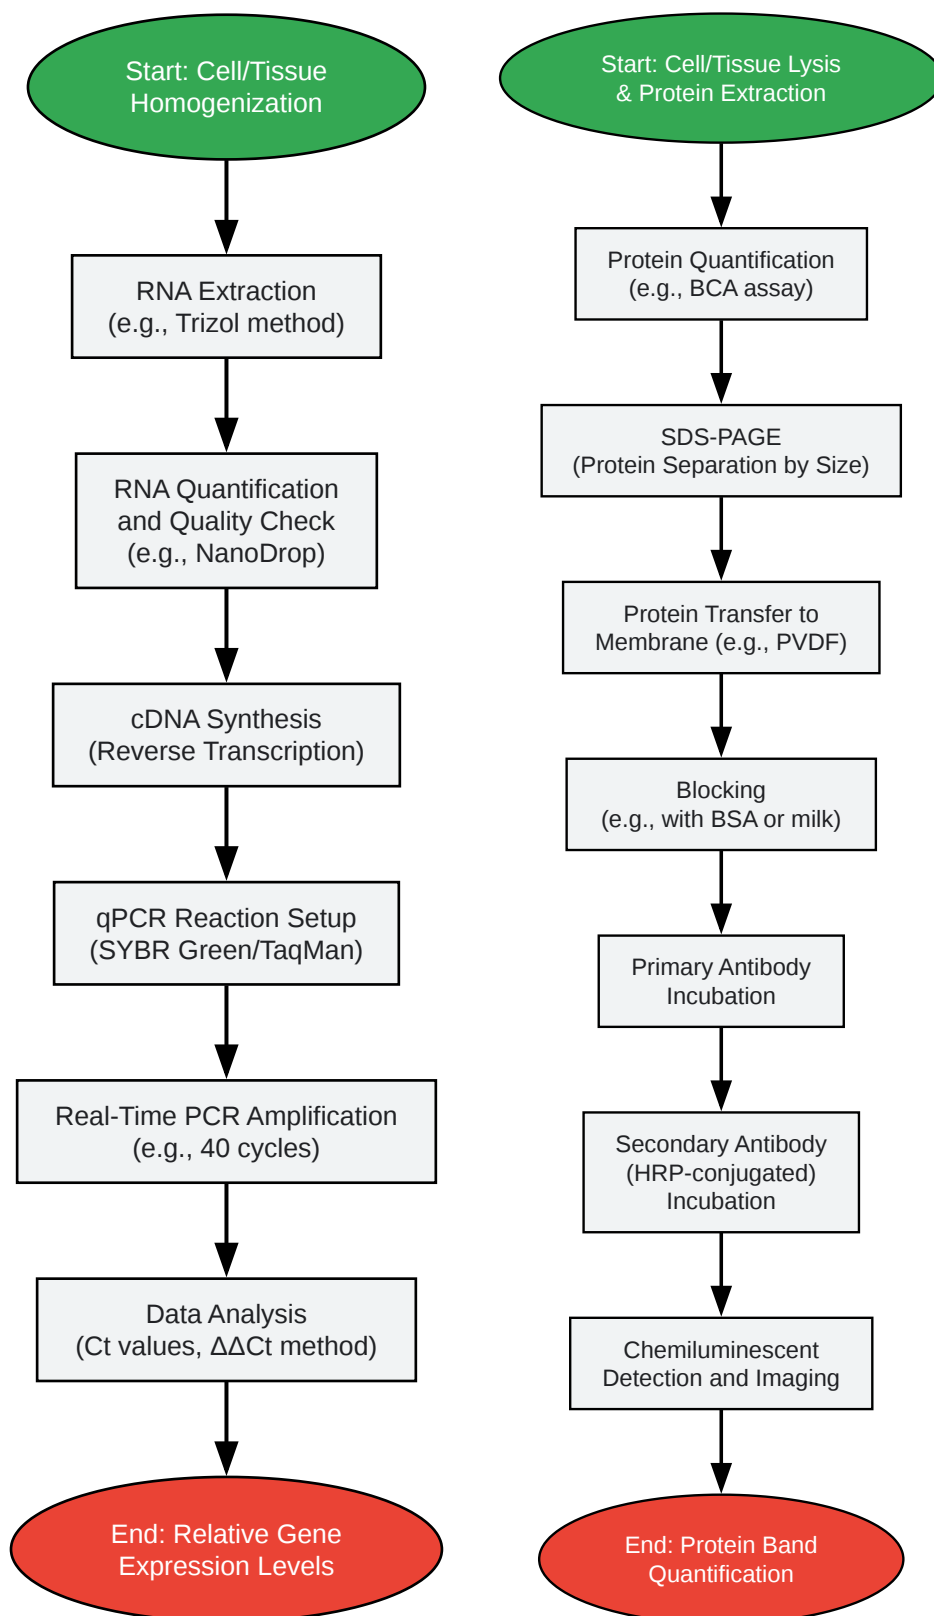 Start: Cell/Tissue
Homogenization
RNA Extraction
(e.g., Trizol method)
RNA Quantification
and Quality Check
(e.g., NanoDrop)
cDNA Synthesis
(Reverse Transcription)
qPCR Reaction Setup
(SYBR Green/TaqMan)
Real-Time PCR Amplification
(e.g., 40 cycles)
Data Analysis
(Ct values, ΔΔCt method)
End: Relative Gene
Expression Levels
Start: Cell/Tissue Lysis
& Protein Extraction
Protein Quantification
(e.g., BCA assay)
SDS-PAGE
(Protein Separation by Size)
Protein Transfer to
Membrane (e.g., PVDF)
Blocking
(e.g., with BSA or milk)
Primary Antibody
Incubation
Secondary Antibody
(HRP-conjugated)
Incubation
Chemiluminescent
Detection and Imaging
End: Protein Band
Quantification